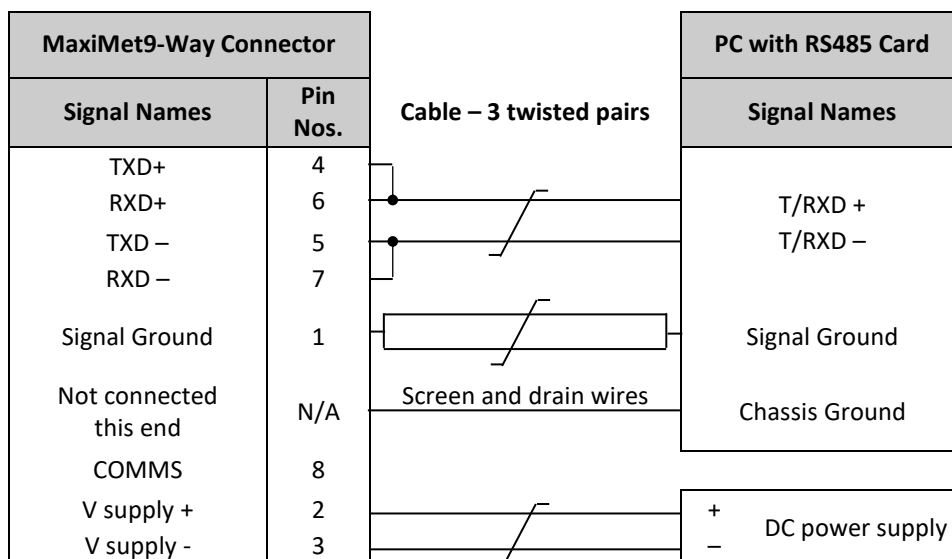 MaxiMet9-Way Connector
PC with RS485 Card
Signal Names
Pin
Nos.
Cable – 3 twisted pairs
Signal Names
TXD+ 4
RXD+ 6 T/RXD +
TXD – 5 T/RXD –
RXD – 7
Signal Ground 1 Signal Ground
Not connected
this end
N/A Screen and drain wires Chassis Ground
COMMS 8
V supply + 2 +
DC power supply
V supply - 3 –